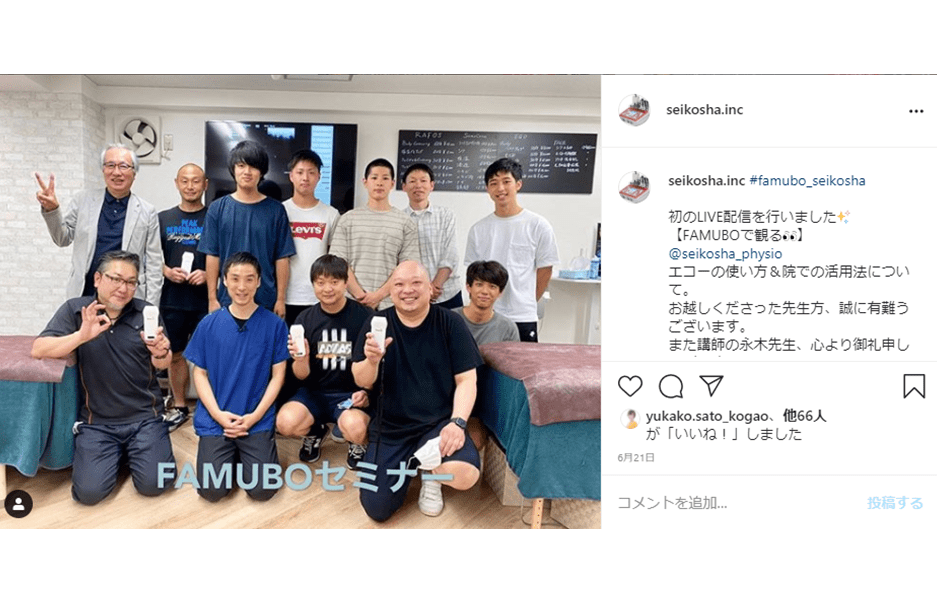 RAFOS
PEAK
PERFORMANCE
LEVI'S
FAMUBOセミナー
seikosha.inc
seikosha.inc #famubo_seikosha
初のLIVE配信を行いました✨
【FAMUBOで観る👀】
@seikosha_physio
エコーの使い方＆院での活用法につい
て。
お越しくださった先生方、誠に有難う
ございます。
また講師の永木先生、心より御礼申し
yukako.sato_kogao、他66人
が「いいね！」しました
6月21日
コメントを追加...
投稿する